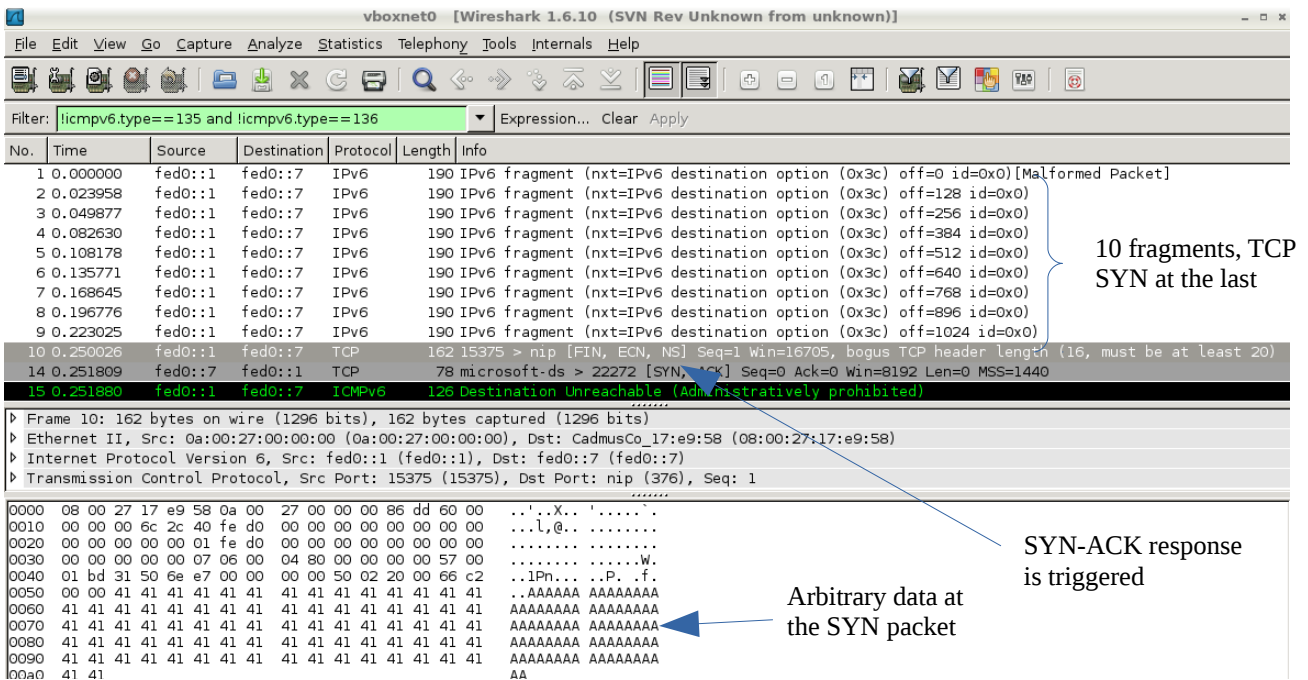 vboxnet0   [Wireshark 1.6.10  (SVN Rev Unknown from unknown)]
File Edit View Go Capture Analyze Statistics Telephony Tools Internals Help
Filter: !icmpv6.type==135 and !icmpv6.type==136 Expression... Clear Apply
No. Time Source Destination Protocol Length Info
1 0.000000 fed0::1 fed0::7 IPv6 190 IPv6 fragment (nxt=IPv6 destination option (0x3c) off=0 id=0x0)[Malformed Packet]
2 0.023958 fed0::1 fed0::7 IPv6 190 IPv6 fragment (nxt=IPv6 destination option (0x3c) off=128 id=0x0)
3 0.049877 fed0::1 fed0::7 IPv6 190 IPv6 fragment (nxt=IPv6 destination option (0x3c) off=256 id=0x0)
4 0.082630 fed0::1 fed0::7 IPv6 190 IPv6 fragment (nxt=IPv6 destination option (0x3c) off=384 id=0x0)
5 0.108178 fed0::1 fed0::7 IPv6 190 IPv6 fragment (nxt=IPv6 destination option (0x3c) off=512 id=0x0)
6 0.135771 fed0::1 fed0::7 IPv6 190 IPv6 fragment (nxt=IPv6 destination option (0x3c) off=640 id=0x0)
7 0.168645 fed0::1 fed0::7 IPv6 190 IPv6 fragment (nxt=IPv6 destination option (0x3c) off=768 id=0x0)
8 0.196776 fed0::1 fed0::7 IPv6 190 IPv6 fragment (nxt=IPv6 destination option (0x3c) off=896 id=0x0)
9 0.223025 fed0::1 fed0::7 IPv6 190 IPv6 fragment (nxt=IPv6 destination option (0x3c) off=1024 id=0x0)
10 0.250026 fed0::1 fed0::7 TCP 162 15375 > nip [FIN, ECN, NS] Seq=1 Win=16705, bogus TCP header length (16, must be at least 20)
14 0.251809 fed0::7 fed0::1 TCP 78 microsoft-ds > 22272 [SYN, ACK] Seq=0 Ack=0 Win=8192 Len=0 MSS=1440
15 0.251880 fed0::1 fed0::7 ICMPv6 126 Destination Unreachable (Administratively prohibited)
10 fragments, TCP
SYN at the last
Frame 10: 162 bytes on wire (1296 bits), 162 bytes captured (1296 bits)
Ethernet II, Src: 0a:00:27:00:00:00 (0a:00:27:00:00:00), Dst: CadmusCo_17:e9:58 (08:00:27:17:e9:58)
Internet Protocol Version 6, Src: fed0::1 (fed0::1), Dst: fed0::7 (fed0::7)
Transmission Control Protocol, Src Port: 15375 (15375), Dst Port: nip (376), Seq: 1
0000 08 00 27 17 e9 58 0a 00 27 00 00 00 86 dd 60 00 ..'..X.. '.....`.
0010 00 00 00 6c 2c 40 fe d0 00 00 00 00 00 00 00 00 ...l,@.. ........
0020 00 00 00 00 00 01 fe d0 00 00 00 00 00 00 00 00 ........ ........
0030 00 00 00 00 00 07 06 00 04 80 00 00 00 00 57 00 ........ ......W.
0040 01 bd 31 50 6e e7 00 00 00 00 50 02 20 00 66 c2 ..1Pn... ..P. .f.
0050 00 00 41 41 41 41 41 41 41 41 41 41 41 41 41 41 ..AAAAAA AAAAAAAA
0060 41 41 41 41 41 41 41 41 41 41 41 41 41 41 41 41 AAAAAAAA AAAAAAAA
0070 41 41 41 41 41 41 41 41 41 41 41 41 41 41 41 41 AAAAAAAA AAAAAAAA
0080 41 41 41 41 41 41 41 41 41 41 41 41 41 41 41 41 AAAAAAAA AAAAAAAA
0090 41 41 41 41 41 41 41 41 41 41 41 41 41 41 41 41 AAAAAAAA AAAAAAAA
00a0 41 41 AA
SYN-ACK response
is triggered
Arbitrary data at
the SYN packet